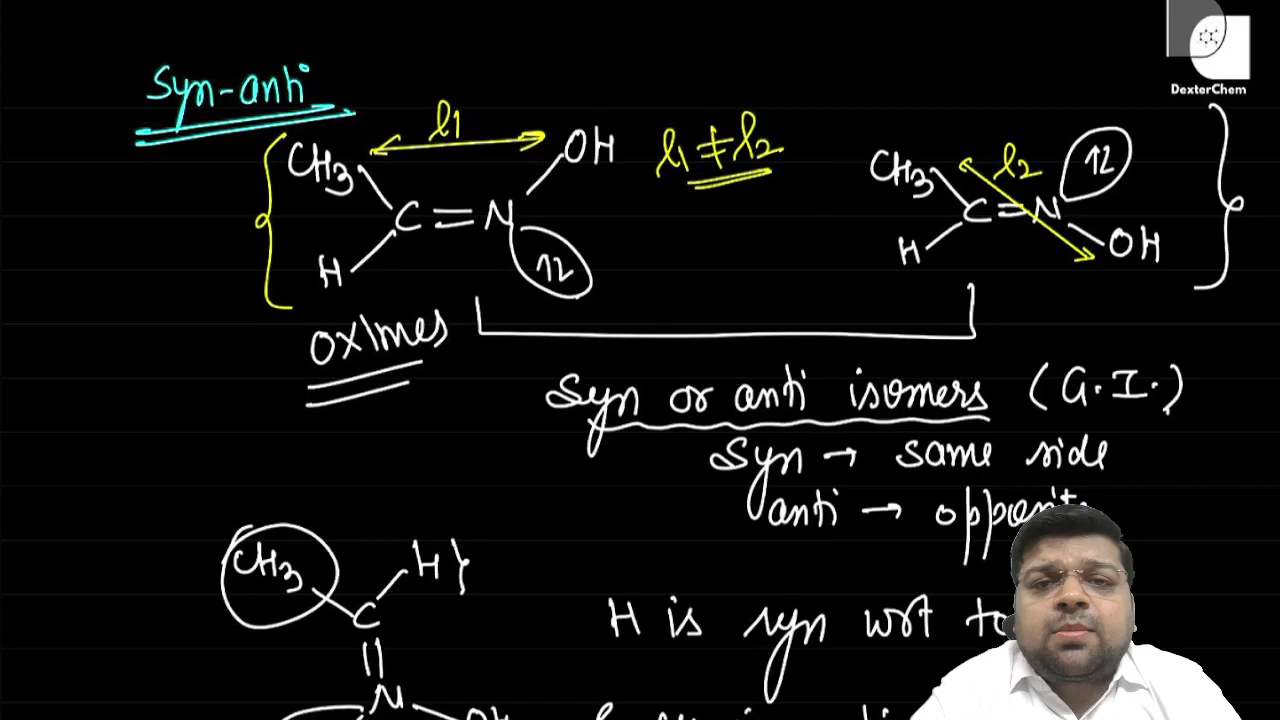 DexterChem
Syn-anti
l1
l1 ≠ l2
l2
CH3 OH
C = N
H
12
CH3 12
C = N
H OH
oximes
Syn or anti isomers (G.I.)
Syn → same side
anti →
CH3 H
C
N
H is syn wrt to